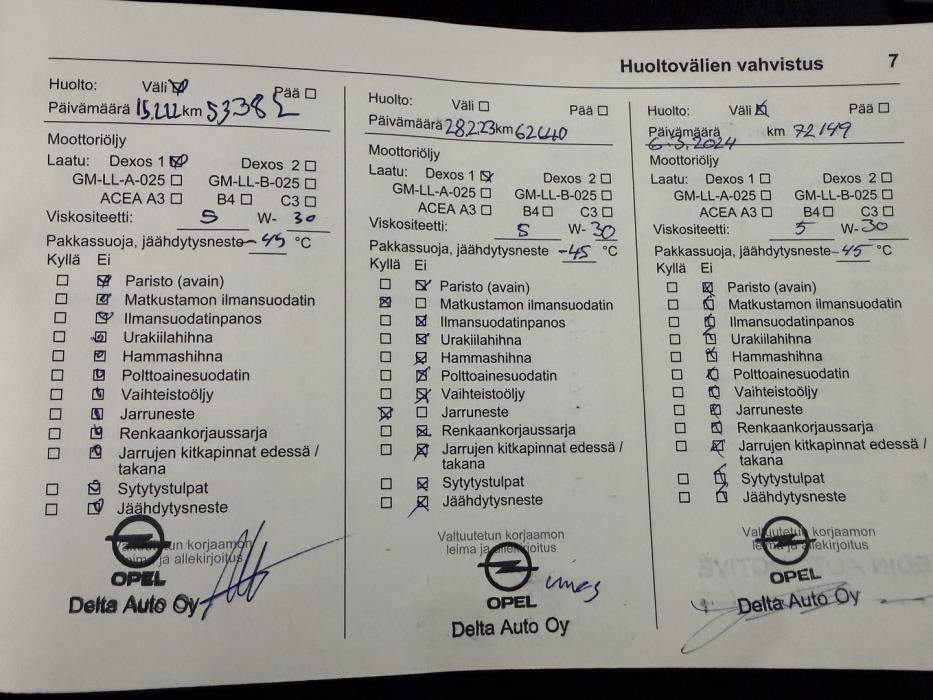 Huoltovälien vahvistus 7
Huolto: Väli Pää
Päivämäärä 15.2.22 km 53382
Moottoriöljy
Laatu: Dexos 1 Dexos 2
GM-LL-A-025 GM-LL-B-025
ACEA A3 B4 C3
Viskositeetti: 5 W- 30
Pakkassuoja, jäähdytysneste -45 °C
Kyllä Ei
Paristo (avain)
Matkustamon ilmansuodatin
Ilmansuodatinpanos
Urakiilahihna
Hammashihna
Polttoainesuodatin
Vaihteistoöljy
Jarruneste
Renkaankorjaussarja
Jarrujen kitkapinnat edessä /
takana
Sytytystulpat
Jäähdytysneste
Valtuutetun korjaamon
leima ja allekirjoitus
OPEL
Delta Auto Oy
Huolto: Väli Pää
Päivämäärä 28.2.23 km 62640
Moottoriöljy
Laatu: Dexos 1 Dexos 2
GM-LL-A-025 GM-LL-B-025
ACEA A3 B4 C3
Viskositeetti: 5 W- 30
Pakkassuoja, jäähdytysneste -45 °C
Kyllä Ei
Paristo (avain)
Matkustamon ilmansuodatin
Ilmansuodatinpanos
Urakiilahihna
Hammashihna
Polttoainesuodatin
Vaihteistoöljy
Jarruneste
Renkaankorjaussarja
Jarrujen kitkapinnat edessä /
takana
Sytytystulpat
Jäähdytysneste
Valtuutetun korjaamon
leima ja allekirjoitus
OPEL
Delta Auto Oy
Huolto: Väli Pää
Päivämäärä km 72149
6.3.2024
Moottoriöljy
Laatu: Dexos 1 Dexos 2
GM-LL-A-025 GM-LL-B-025
ACEA A3 B4 C3
Viskositeetti: 5 W- 30
Pakkassuoja, jäähdytysneste -45 °C
Kyllä Ei
Paristo (avain)
Matkustamon ilmansuodatin
Ilmansuodatinpanos
Urakiilahihna
Hammashihna
Polttoainesuodatin
Vaihteistoöljy
Jarruneste
Renkaankorjaussarja
Jarrujen kitkapinnat edessä /
takana
Sytytystulpat
Jäähdytysneste
Valtuutetun korjaamon
leima ja allekirjoitus
OPEL
Delta Auto Oy